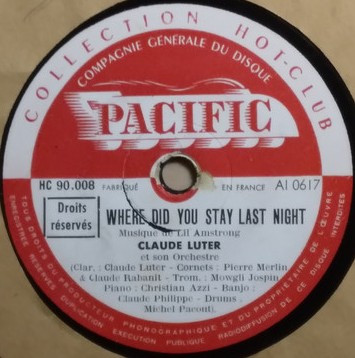 COLLECTION HOT-CLUB
COMPAGNIE GÉNÉRALE DU DISQUE
PACIFIC
HC 90.008 FABRIQUÉ EN FRANCE AI 0617
Droits
réservés
WHERE DID YOU STAY LAST NIGHT
Musique de Lil Amstrong
CLAUDE LUTER
et son Orchestre
(Clar. : Claude Luter - Cornets : Pierre Merlin
& Claude Rabanit - Trom. : Mowgli Jospin
Piano : Christian Azzi - Banjo :
Claude Philippe - Drums :
Michel Pacout).
TOUS DROITS DU PRODUCTEUR PHONOGRAPHIQUE ET DU PROPRIÉTAIRE DE L'ŒUVRE
ENREGISTRÉE RÉSERVÉS DUPLICATION EXÉCUTION PUBLIQUE RADIODIFFUSION DE CE DISQUE INTERDITES